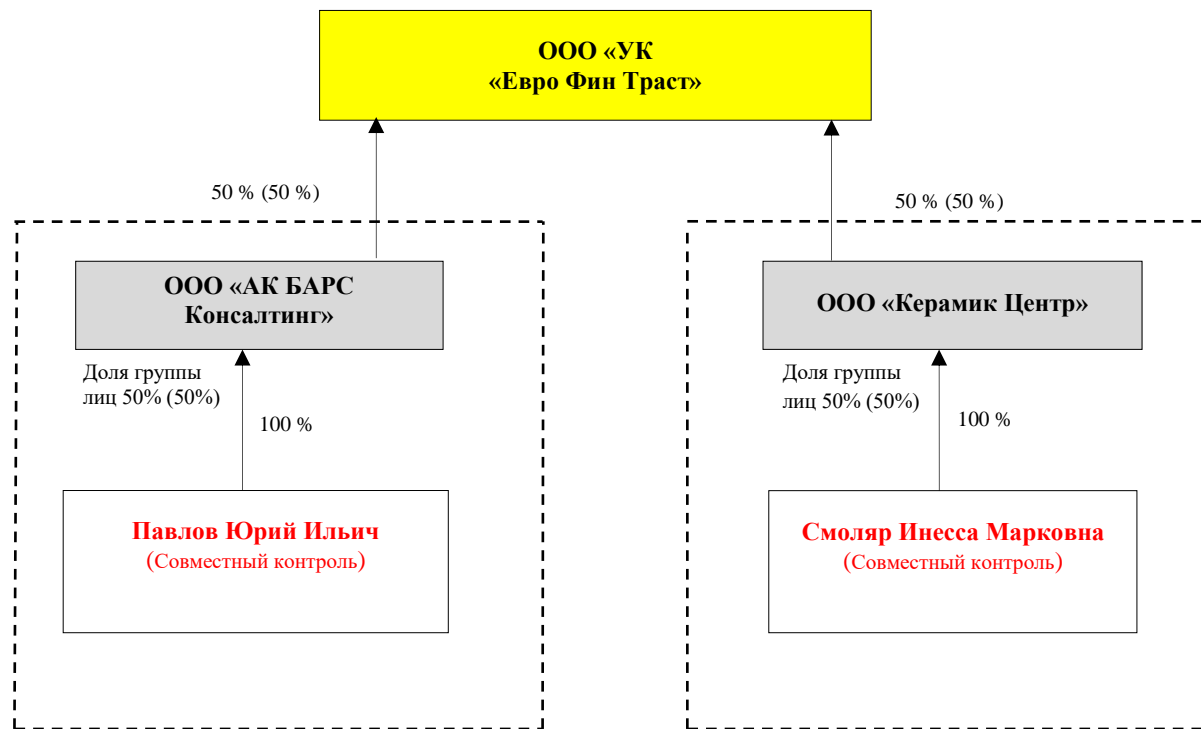 ООО «УК
«Евро Фин Траст»
50 % (50 %)
50 % (50 %)
ООО «АК БАРС
Консалтинг»
ООО «Керамик Центр»
Доля группы
лиц 50% (50%)
100 %
Доля группы
лиц 50% (50%)
100 %
Павлов Юрий Ильич
(Совместный контроль)
Смоляр Инесса Марковна
(Совместный контроль)